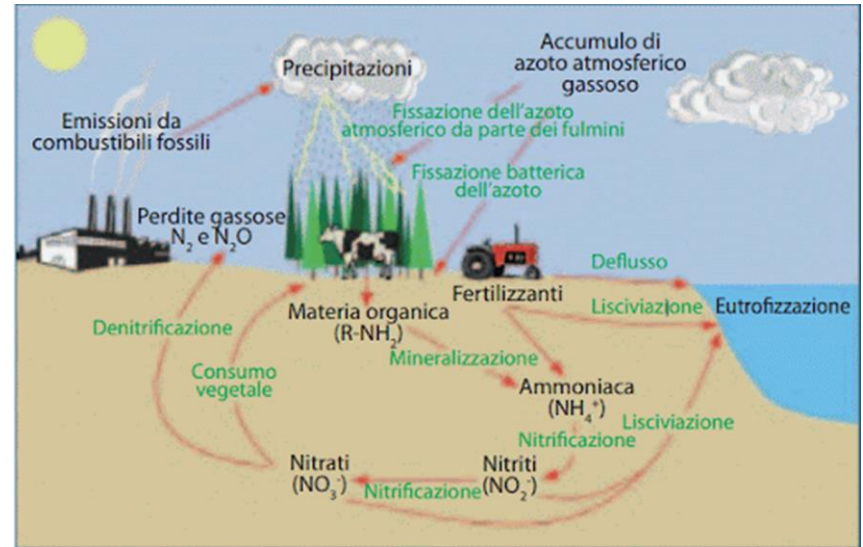 Precipitazioni
Accumulo di
azoto atmosferico
gassoso
Emissioni da
combustibili fossili
Fissazione dell'azoto
atmosferico da parte dei fulmini
Fissazione batterica
dell'azoto
Perdite gassose
N₂ e N₂O
Deflusso
Materia organica
(R-NH₂)
Fertilizzanti
Lisciviazione
Eutrofizzazione
Denitrificazione
Mineralizzazione
Consumo
vegetale
Ammoniaca
(NH₄⁺)
Lisciviazione
Nitrificazione
Nitrati
(NO₃⁻)
Nitrificazione
Nitriti
(NO₂⁻)